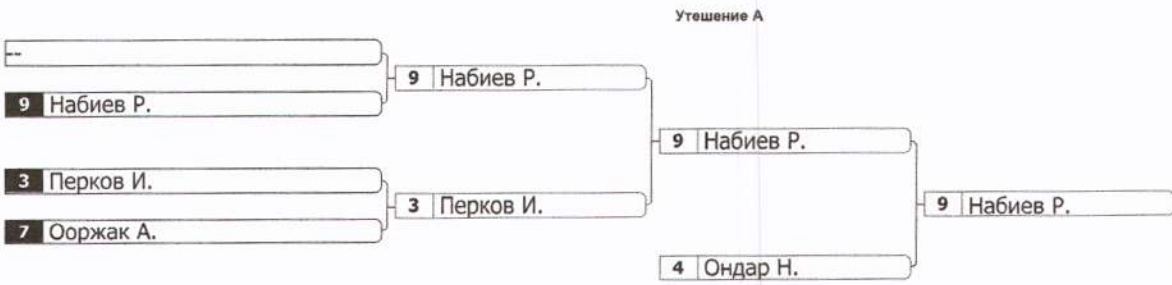 Утешение А
--
9 Набиев Р.
9 Набиев Р.
9 Набиев Р.
3 Перков И.
3 Перков И.
9 Набиев Р.
7 Ооржак А.
4 Ондар Н.